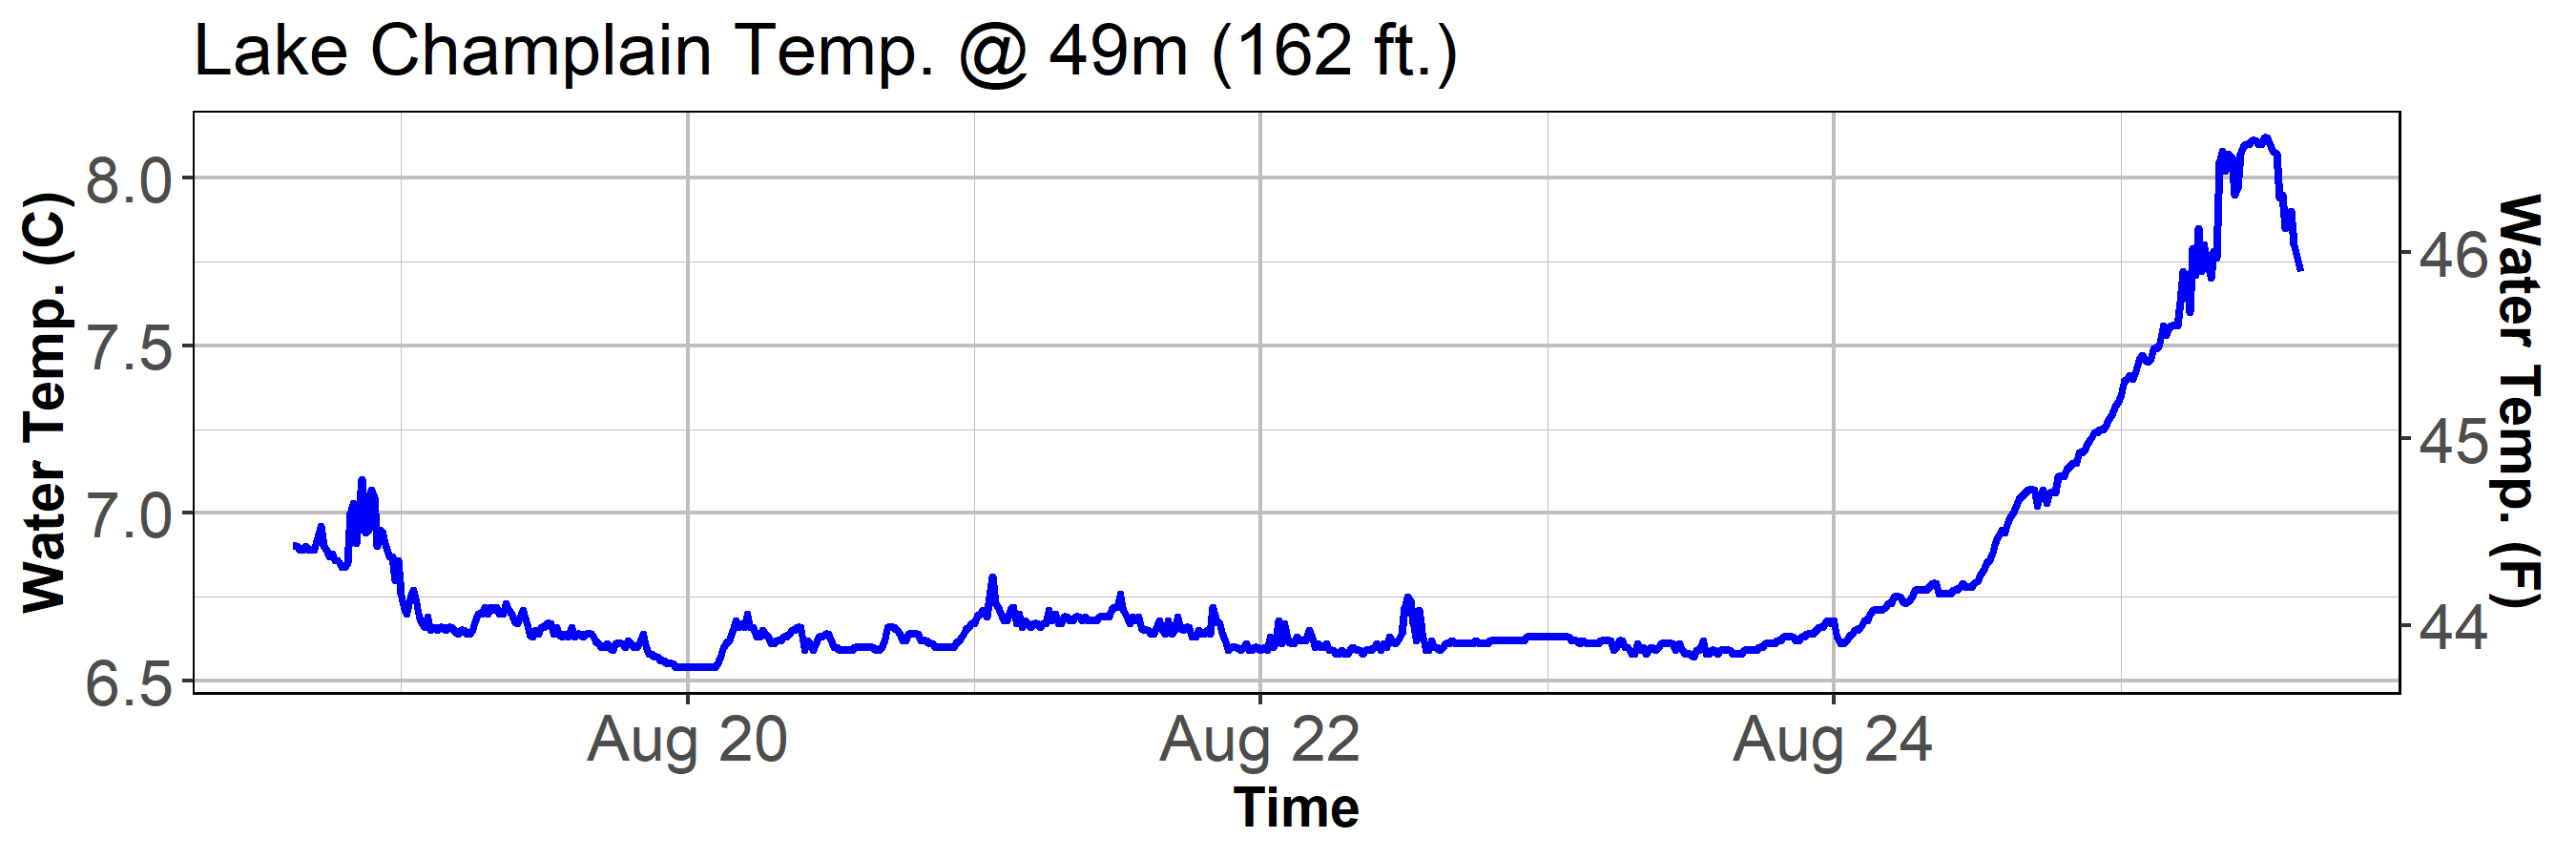 Lake Champlain Temp. @ 49m (162 ft.)
Water Temp. (C)
8.0
7.5
7.0
6.5
46
45
44
Water Temp. (F)
Aug 20
Aug 22
Aug 24
Time